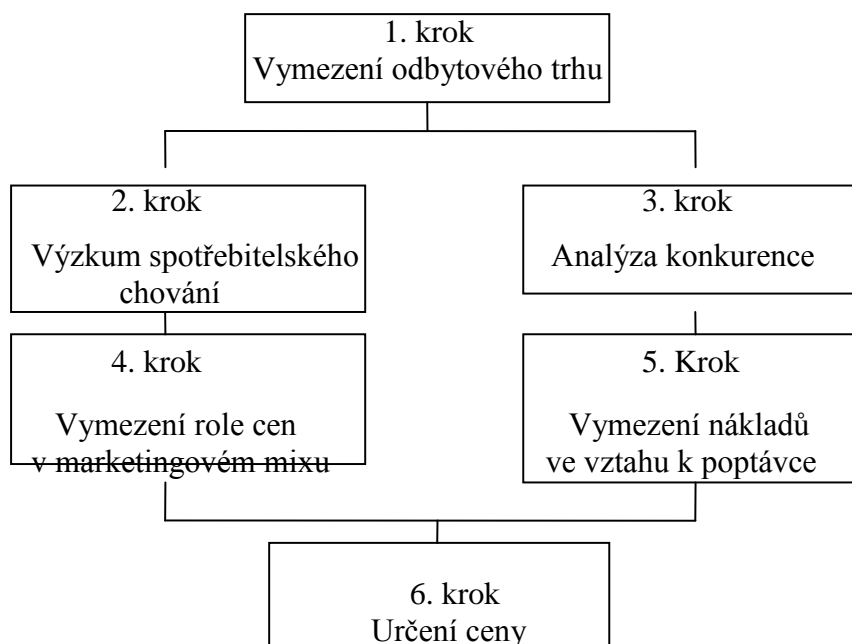 1. krok
Vymezení odbytového trhu
2. krok
Výzkum spotřebitelského
chování
3. krok
Analýza konkurence
4. krok
Vymezení role cen
v marketingovém mixu
5. Krok
Vymezení nákladů
ve vztahu k poptávce
6. krok
Určení ceny